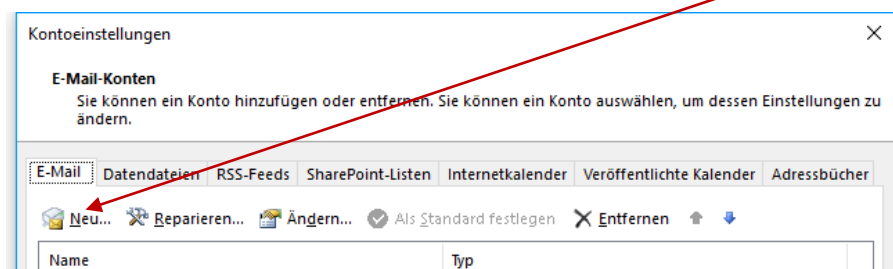 Kontoeinstellungen
E-Mail-Konten
Sie können ein Konto hinzufügen oder entfernen. Sie können ein Konto auswählen, um dessen Einstellungen zu
ändern.
E-Mail Datendateien RSS-Feeds SharePoint-Listen Internetkalender Veröffentlichte Kalender Adressbücher
Neu... Reparieren... Ändern... Als Standard festlegen Entfernen
Name Typ